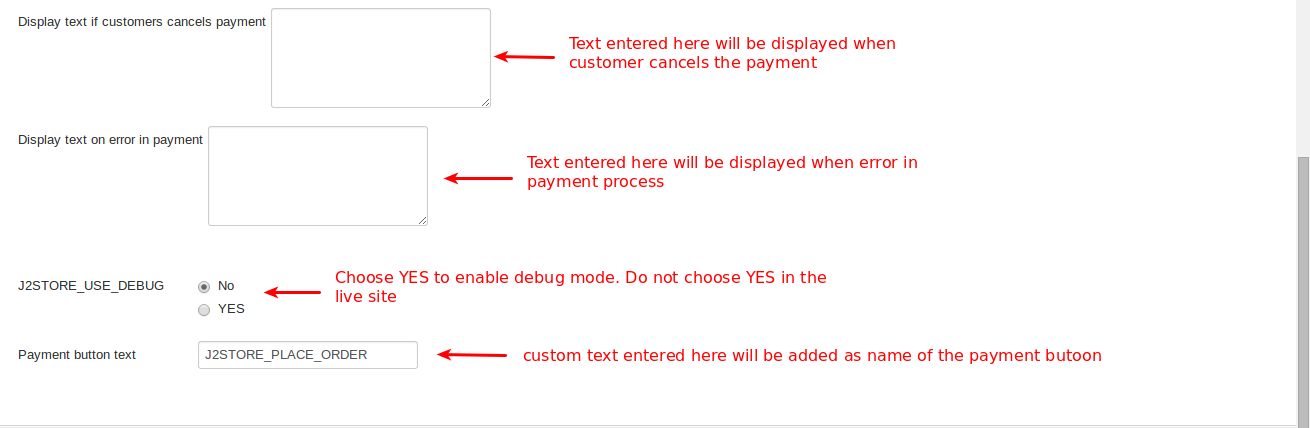 Display text if customers cancels payment
Text entered here will be displayed when
customer cancels the payment
Display text on error in payment
Text entered here will be displayed when error in
payment process
J2STORE_USE_DEBUG
No
YES
Choose YES to enable debug mode. Do not choose YES in the
live site
Payment button text
J2STORE_PLACE_ORDER
custom text entered here will be added as name of the payment butoon